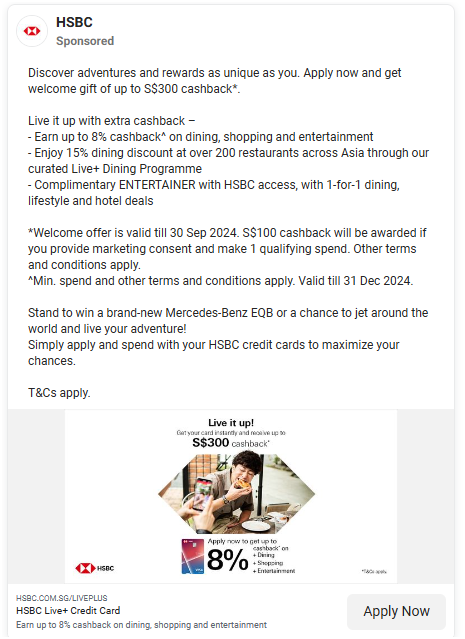 HSBC
Sponsored
Discover adventures and rewards as unique as you. Apply now and get
welcome gift of up to S$300 cashback*.
Live it up with extra cashback –
- Earn up to 8% cashback^ on dining, shopping and entertainment
- Enjoy 15% dining discount at over 200 restaurants across Asia through our
curated Live+ Dining Programme
- Complimentary ENTERTAINER with HSBC access, with 1-for-1 dining,
lifestyle and hotel deals
*Welcome offer is valid till 30 Sep 2024. S$100 cashback will be awarded if
you provide marketing consent and make 1 qualifying spend. Other terms
and conditions apply.
^Min. spend and other terms and conditions apply. Valid till 31 Dec 2024.
Stand to win a brand-new Mercedes-Benz EQB or a chance to jet around the
world and live your adventure!
Simply apply and spend with your HSBC credit cards to maximize your
chances.
T&Cs apply.
Live it up!
Get your card instantly and receive up to
S$300 cashback*
Apply now to get up to
8% cashback* on
+ Dining
+ Shopping
+ Entertainment
HSBC
*T&Cs apply.
HSBC.COM.SG/LIVEPLUS
HSBC Live+ Credit Card
Earn up to 8% cashback on dining, shopping and entertainment
Apply Now